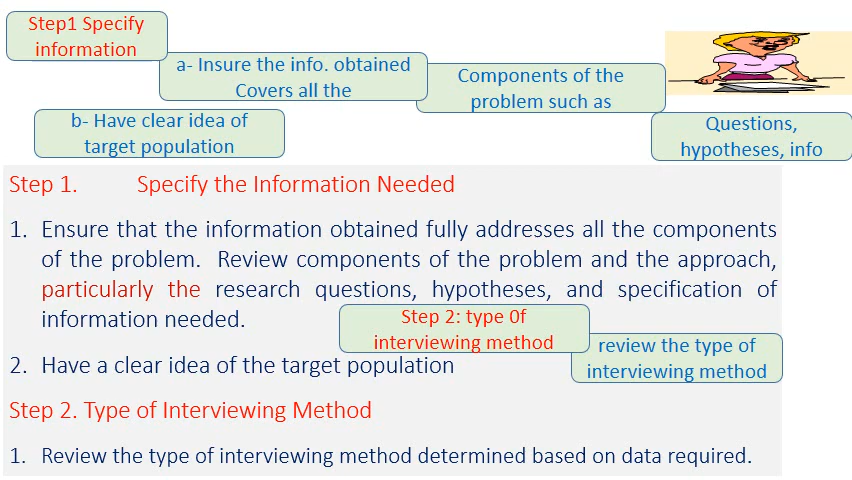 Step1 Specify
information
a- Insure the info. obtained
Covers all the
Components of the
problem such as
Questions,
hypotheses, info
b- Have clear idea of
target population
Step 1. Specify the Information Needed
1. Ensure that the information obtained fully addresses all the components
of the problem. Review components of the problem and the approach,
particularly the research questions, hypotheses, and specification of
information needed.
Step 2: type 0f
interviewing method
review the type of
interviewing method
2. Have a clear idea of the target population
Step 2. Type of Interviewing Method
1. Review the type of interviewing method determined based on data required.